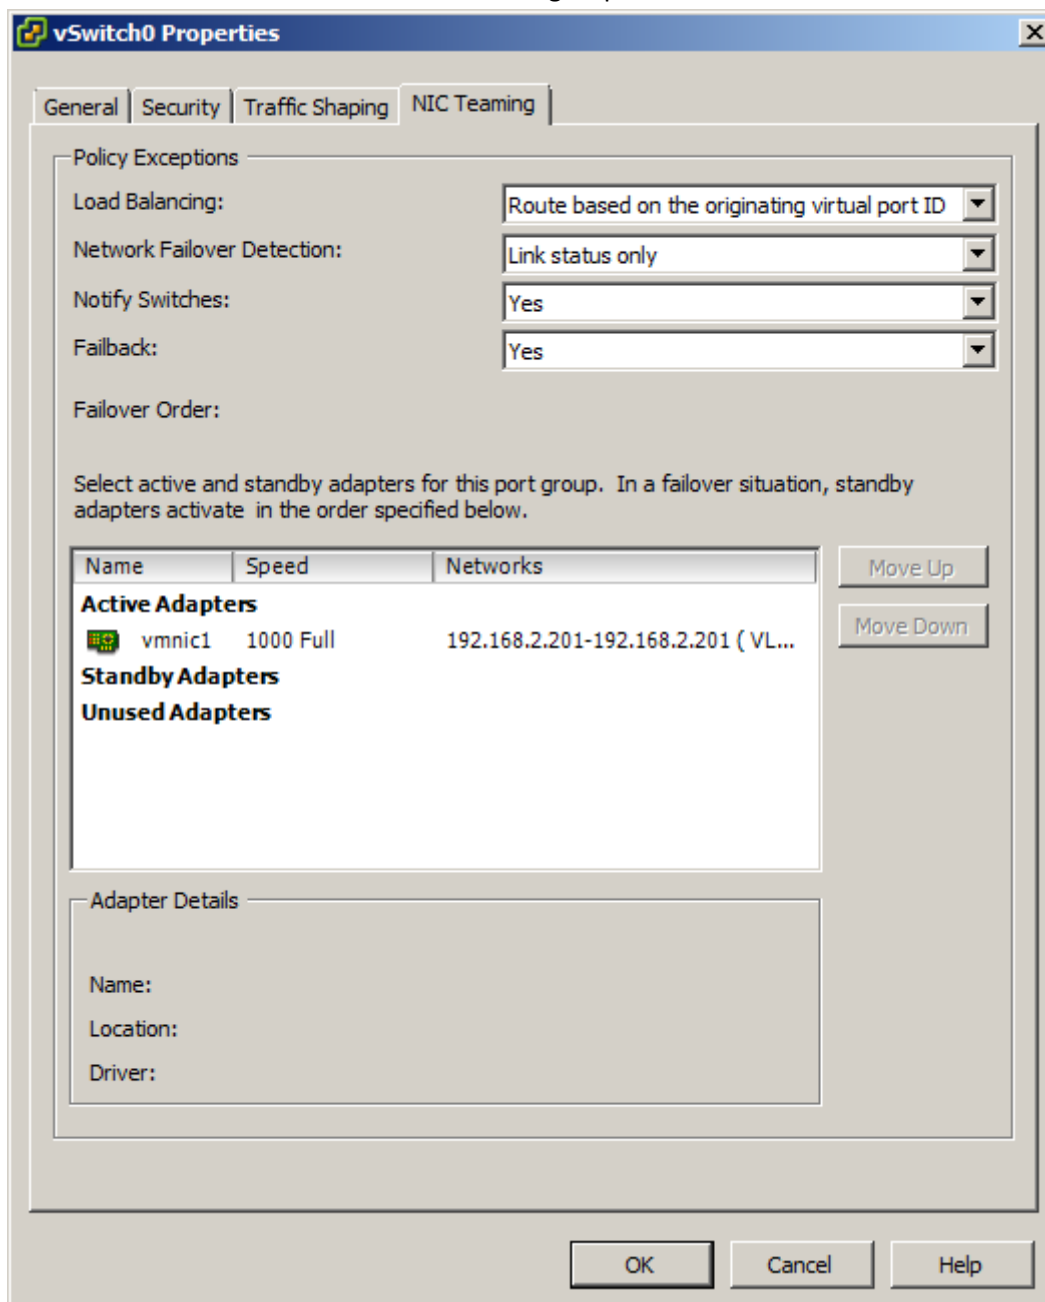 vSwitch0 Properties
General Security Traffic Shaping NIC Teaming
Policy Exceptions
Load Balancing: Route based on the originating virtual port ID
Network Failover Detection: Link status only
Notify Switches: Yes
Failback: Yes
Failover Order:
Select active and standby adapters for this port group. In a failover situation, standby
adapters activate in the order specified below.
Name Speed Networks Move Up
Active Adapters
vmnic1 1000 Full 192.168.2.201-192.168.2.201 ( VL... Move Down
Standby Adapters
Unused Adapters
Adapter Details
Name:
Location:
Driver:
OK Cancel Help